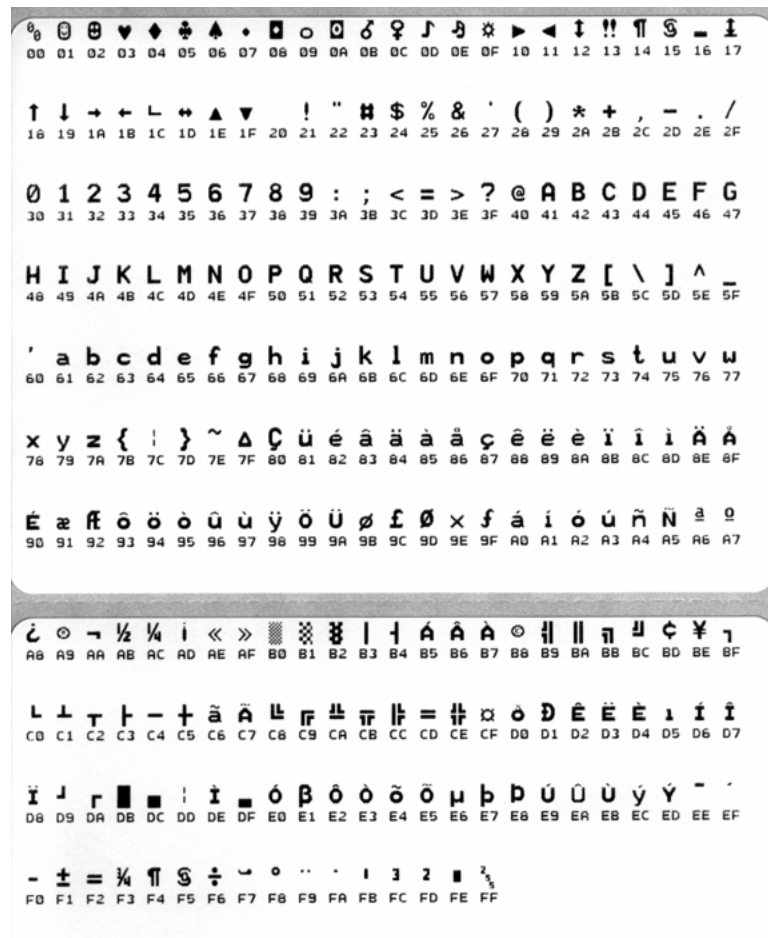 ⁰₀ ☺ ☻ ♥ ♦ ♣ ♠ • ◘ ○ ◙ ♂ ♀ ♪ ♫ ☼ ► ◄ ↕ ‼ ¶ § ▬ ↨
00 01 02 03 04 05 06 07 08 09 0A 0B 0C 0D 0E 0F 10 11 12 13 14 15 16 17
↑ ↓ → ← ∟ ↔ ▲ ▼ ! " # $ % & ' ( ) * + , - . /
18 19 1A 1B 1C 1D 1E 1F 20 21 22 23 24 25 26 27 28 29 2A 2B 2C 2D 2E 2F
0 1 2 3 4 5 6 7 8 9 : ; < = > ? @ A B C D E F G
30 31 32 33 34 35 36 37 38 39 3A 3B 3C 3D 3E 3F 40 41 42 43 44 45 46 47
H I J K L M N O P Q R S T U V W X Y Z [ \ ] ^ _
48 49 4A 4B 4C 4D 4E 4F 50 51 52 53 54 55 56 57 58 59 5A 5B 5C 5D 5E 5F
' a b c d e f g h i j k l m n o p q r s t u v w
60 61 62 63 64 65 66 67 68 69 6A 6B 6C 6D 6E 6F 70 71 72 73 74 75 76 77
x y z { ¦ } ~ Δ Ç ü é â ä à å ç ê ë è ï î ì Ä Å
78 79 7A 7B 7C 7D 7E 7F 80 81 82 83 84 85 86 87 88 89 8A 8B 8C 8D 8E 8F
É æ Æ ô ö ò û ù ÿ Ö Ü ø £ Ø × ƒ á í ó ú ñ Ñ ª º
90 91 92 93 94 95 96 97 98 99 9A 9B 9C 9D 9E 9F A0 A1 A2 A3 A4 A5 A6 A7
¿ ® ¬ ½ ¼ ¡ « » ░ ▒ ▓ │ ┤ Á Â À © ╣ ║ ╗ ╝ ¢ ¥ ┐
A8 A9 AA AB AC AD AE AF B0 B1 B2 B3 B4 B5 B6 B7 B8 B9 BA BB BC BD BE BF
└ ┴ ┬ ├ ─ ┼ ã Ã ╚ ╔ ╩ ╦ ╠ = ╬ ¤ ð Ð Ê Ë È ı Í Î
C0 C1 C2 C3 C4 C5 C6 C7 C8 C9 CA CB CC CD CE CF D0 D1 D2 D3 D4 D5 D6 D7
Ï ┘ ┌ █ ▄ ¦ Ì ▬ Ó β Ô Ò õ Õ µ þ Þ Ú Û Ù ý Ý ¯ ´
D8 D9 DA DB DC DD DE DF E0 E1 E2 E3 E4 E5 E6 E7 E8 E9 EA EB EC ED EE EF
- ± = ¾ ¶ § ÷ ¸ ° ¨ · ¹ ³ ² ■ ²₅₅
F0 F1 F2 F3 F4 F5 F6 F7 F8 F9 FA FB FC FD FE FF